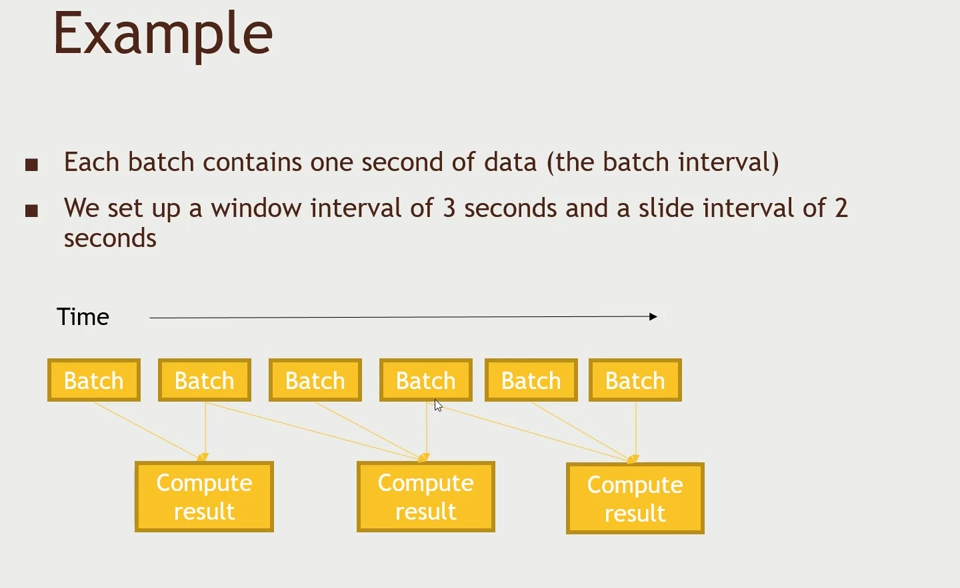 Example
■ Each batch contains one second of data (the batch interval)
■ We set up a window interval of 3 seconds and a slide interval of 2
seconds
Time
Batch Batch Batch Batch Batch Batch
Compute Compute Compute
result result result